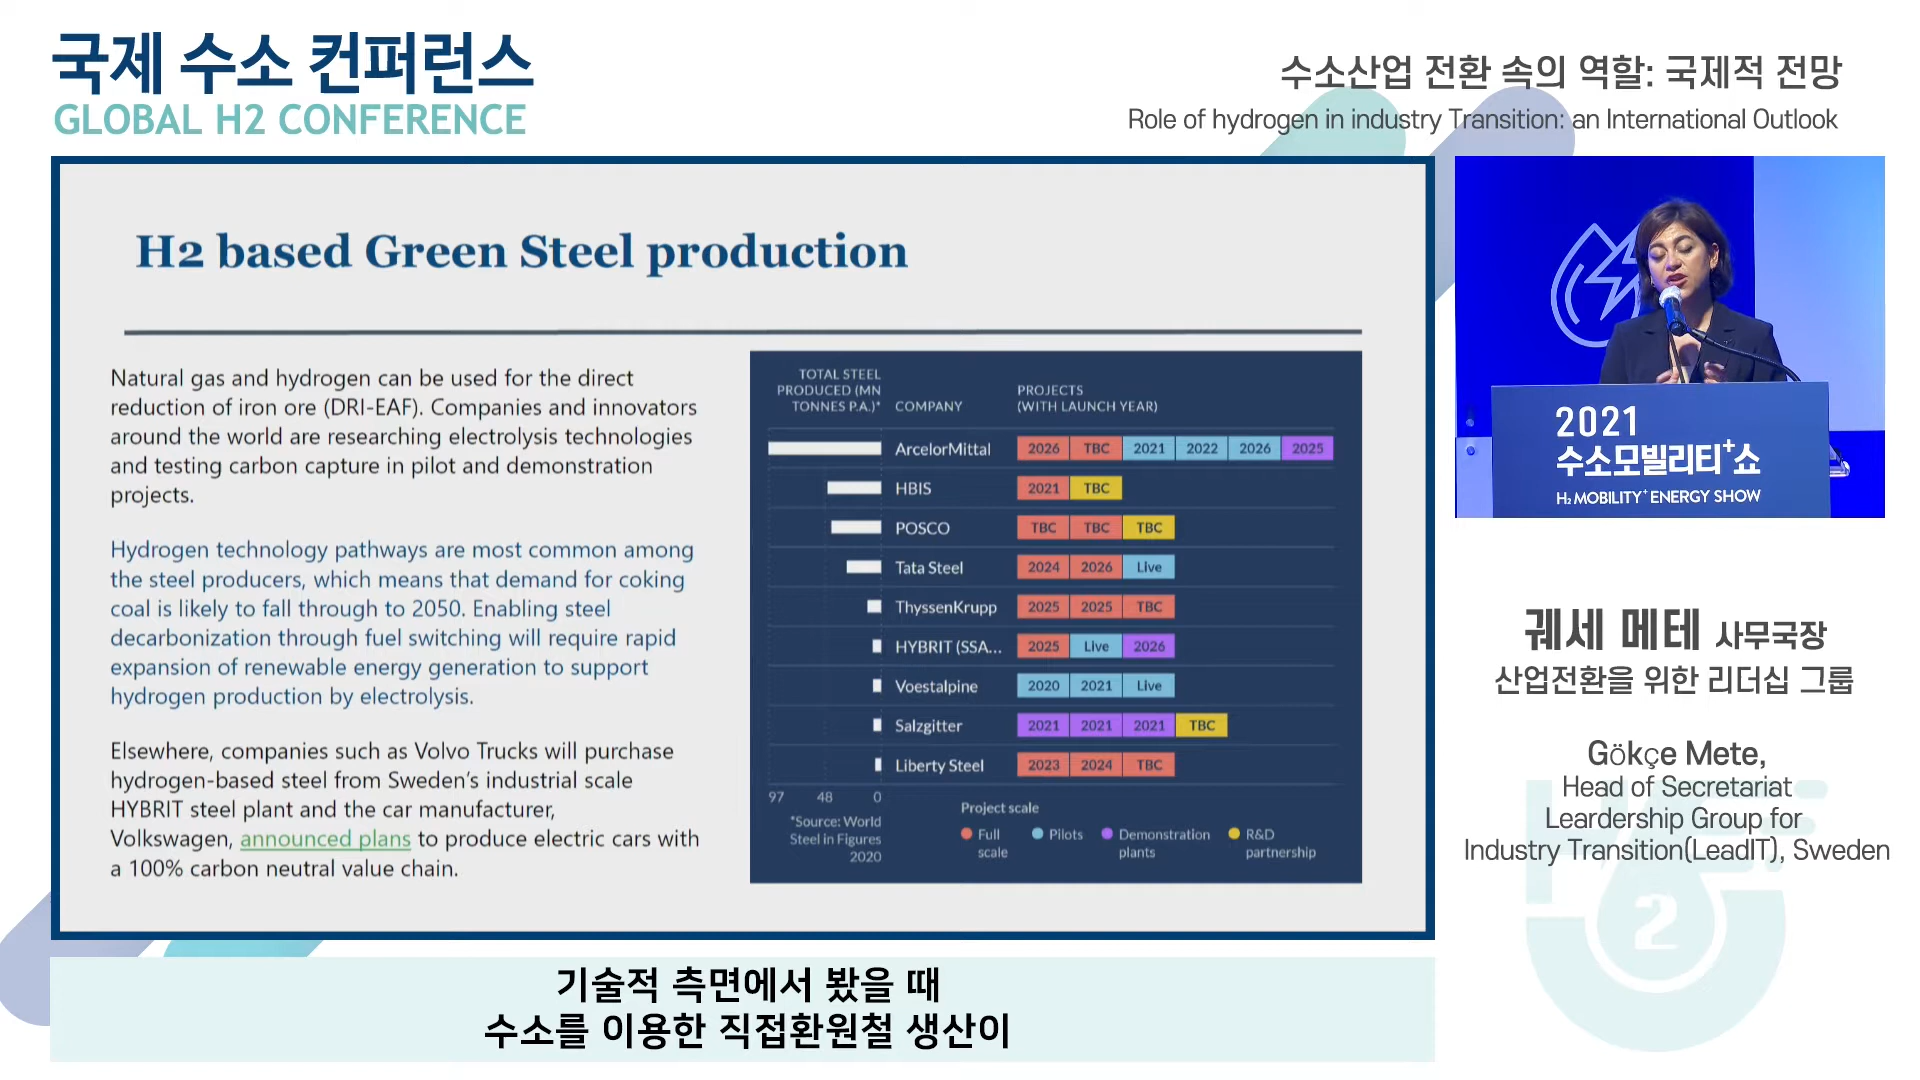 국제 수소 컨퍼런스
GLOBAL H2 CONFERENCE
수소산업 전환 속의 역할: 국제적 전망
Role of hydrogen in industry Transition: an International Outlook
H2 based Green Steel production
Natural gas and hydrogen can be used for the direct
reduction of iron ore (DRI-EAF). Companies and innovators
around the world are researching electrolysis technologies
and testing carbon capture in pilot and demonstration
projects.
Hydrogen technology pathways are most common among
the steel producers, which means that demand for coking
coal is likely to fall through to 2050. Enabling steel
decarbonization through fuel switching will require rapid
expansion of renewable energy generation to support
hydrogen production by electrolysis.
Elsewhere, companies such as Volvo Trucks will purchase
hydrogen-based steel from Sweden's industrial scale
HYBRIT steel plant and the car manufacturer,
Volkswagen, announced plans to produce electric cars with
a 100% carbon neutral value chain.
TOTAL STEEL
PRODUCED (MN
TONNES P.A.)*
COMPANY
PROJECTS
(WITH LAUNCH YEAR)
ArcelorMittal 2026 TBC 2021 2022 2026 2025
HBIS 2021 TBC
POSCO TBC TBC TBC
Tata Steel 2024 2026 Live
ThyssenKrupp 2025 2025 TBC
HYBRIT (SSA... 2025 Live 2026
Voestalpine 2020 2021 Live
Salzgitter 2021 2021 2021 TBC
Liberty Steel 2023 2024 TBC
97 48 0
*Source: World
Steel in Figures
2020
Project scale
Full
scale
Pilots
Demonstration
plants
R&D
partnership
2021
수소모빌리티+쇼
H2 MOBILITY+ ENERGY SHOW
궤세 메테 사무국장
산업전환을 위한 리더십 그룹
Gökçe Mete,
Head of Secretariat
Leardership Group for
Industry Transition(LeadIT), Sweden
2
기술적 측면에서 봤을 때
수소를 이용한 직접환원철 생산이